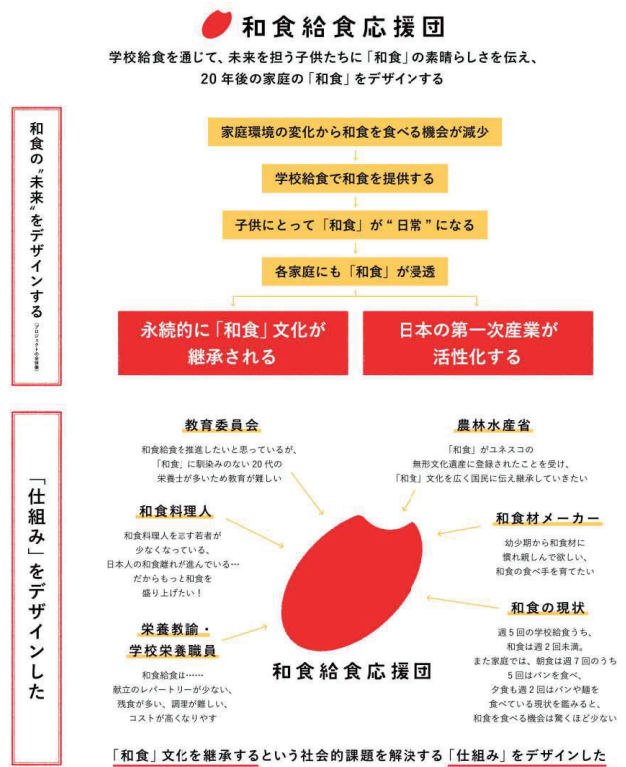 和食給食応援団
学校給食を通じて、未来を担う子供たちに「和食」の素晴らしさを伝え、
20年後の家庭の「和食」をデザインする
和食の“未来”をデザインする
(プロジェクトの全体像)
家庭環境の変化から和食を食べる機会が減少
学校給食で和食を提供する
子供にとって「和食」が“日常”になる
各家庭にも「和食」が浸透
永続的に「和食」文化が
継承される
日本の第一次産業が
活性化する
「仕組み」をデザインした
教育委員会
和食給食を推進したいと思っているが、
「和食」に馴染みのない20代の
栄養士が多いため教育が難しい
農林水産省
「和食」がユネスコの
無形文化遺産に登録されたことを受け、
「和食」文化を広く国民に伝え継承していきたい
和食料理人
和食料理人を志す若者が
少なくなっている、
日本人の和食離れが進んでいる…
だからもっと和食を
盛り上げたい！
和食材メーカー
幼少期から和食材に
慣れ親しんで欲しい、
和食の食べ手を育てたい
栄養教諭・
学校栄養職員
和食給食は……
献立のレパートリーが少ない、
残食が多い、調理が難しい、
コストが高くなりやす
和食の現状
週5回の学校給食うち、
和食は週2回未満。
また家庭では、朝食は週7回のうち
5回はパンを食べ、
夕食も週2回はパンや麺を
食べている現状を鑑みると、
和食を食べる機会は驚くほど少ない
和食給食応援団
「和食」文化を継承するという社会的課題を解決する「仕組み」をデザインした